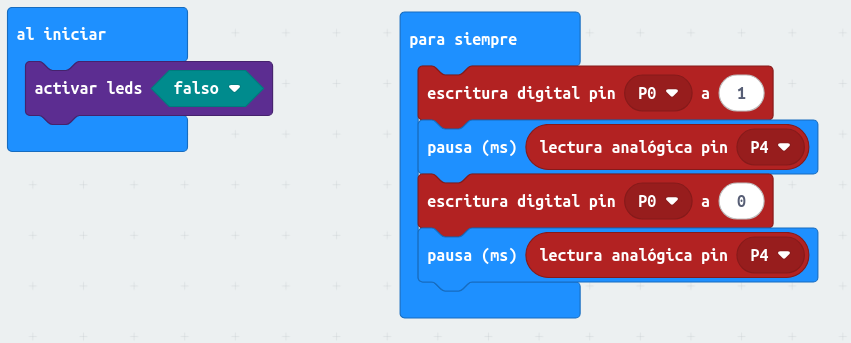 al iniciar
activar leds falso
para siempre
escritura digital pin P0 a 1
pausa (ms) lectura analógica pin P4
escritura digital pin P0 a 0
pausa (ms) lectura analógica pin P4